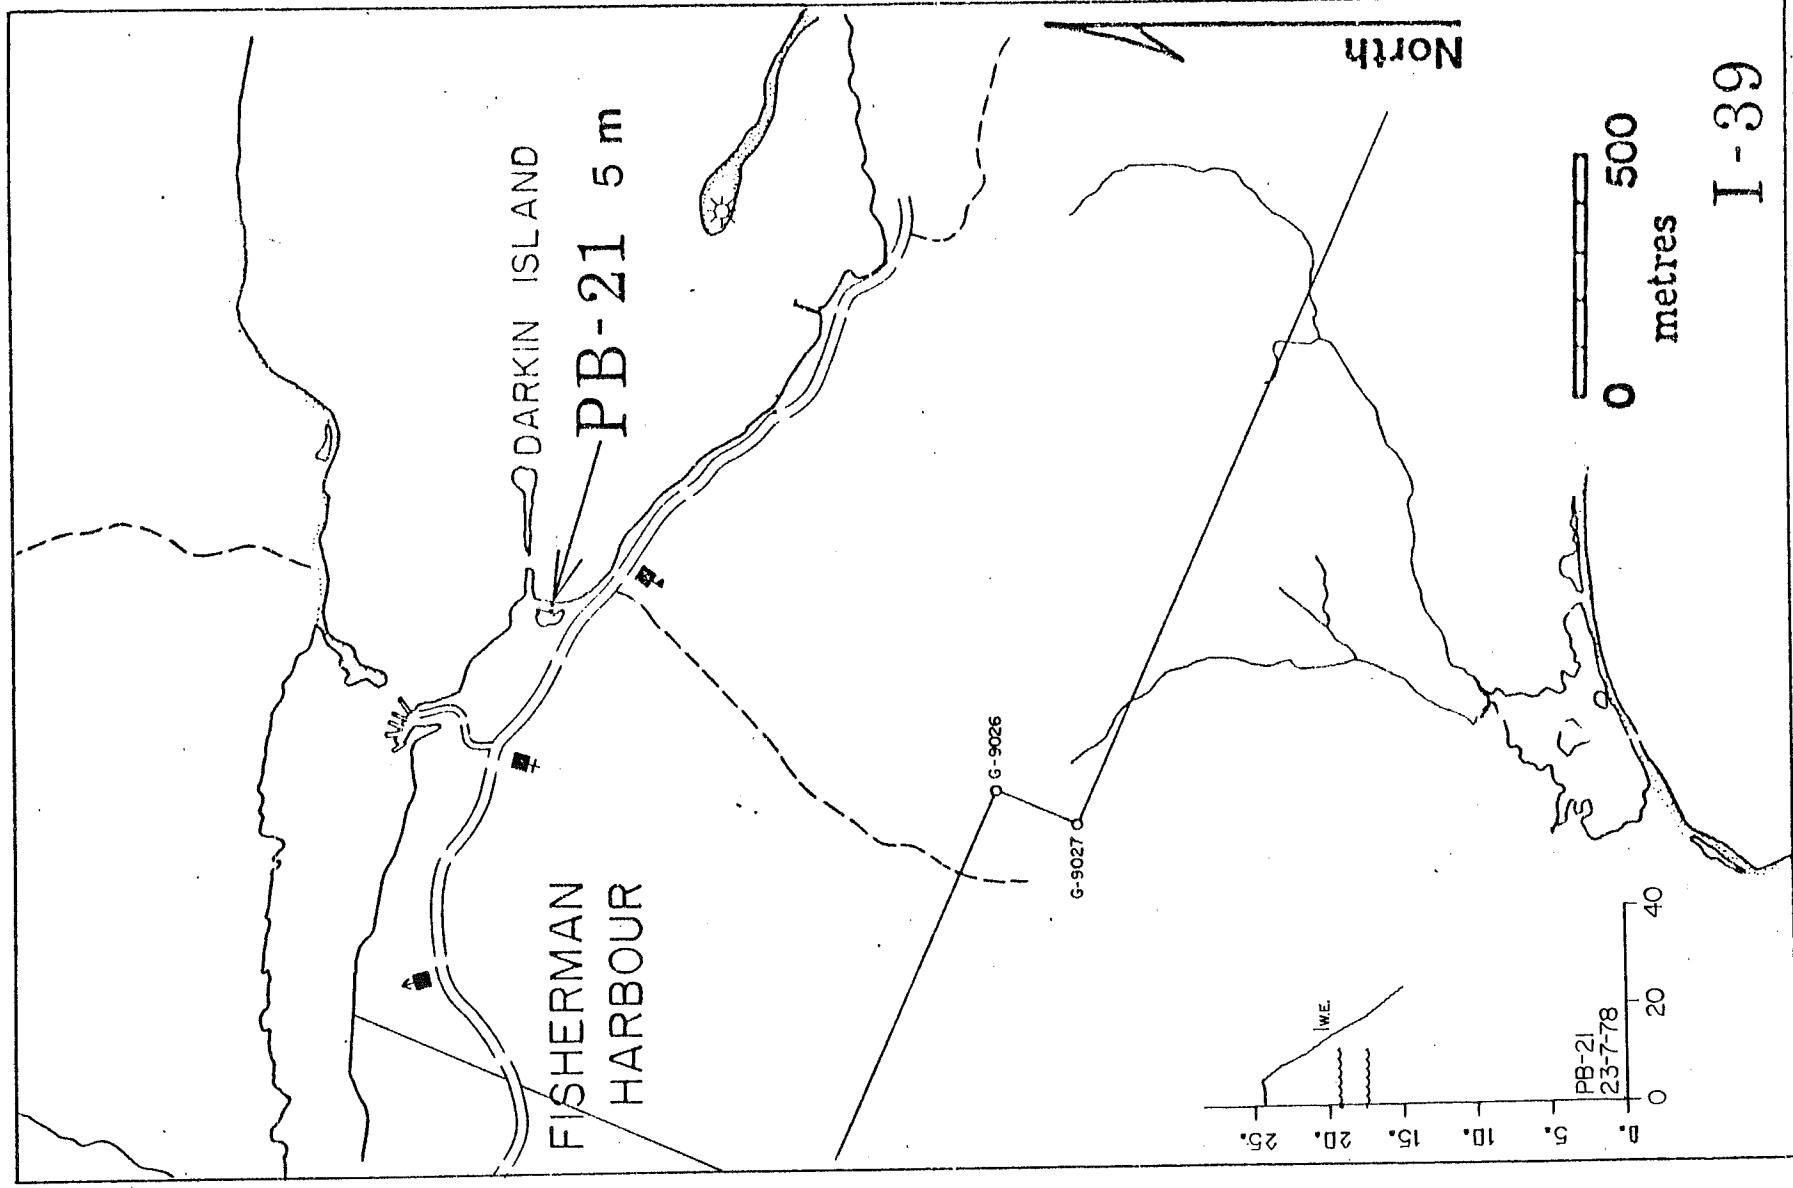 North
DARKIN ISLAND
PB-21 5 m
FISHERMAN
HARBOUR
G-9026
G-9027
0 500
metres
W.E.
PB-21
23-7-78
25.
20.
15.
10.
5.
0.
0 20 40
I-39